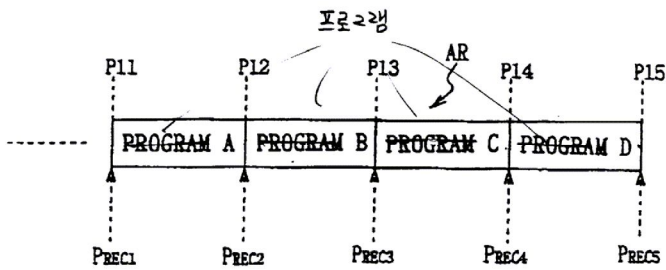 프로그램
AR
P11 P12 P13 P14 P15
PROGRAM A PROGRAM B PROGRAM C PROGRAM D
PREC1 PREC2 PREC3 PREC4 PREC5